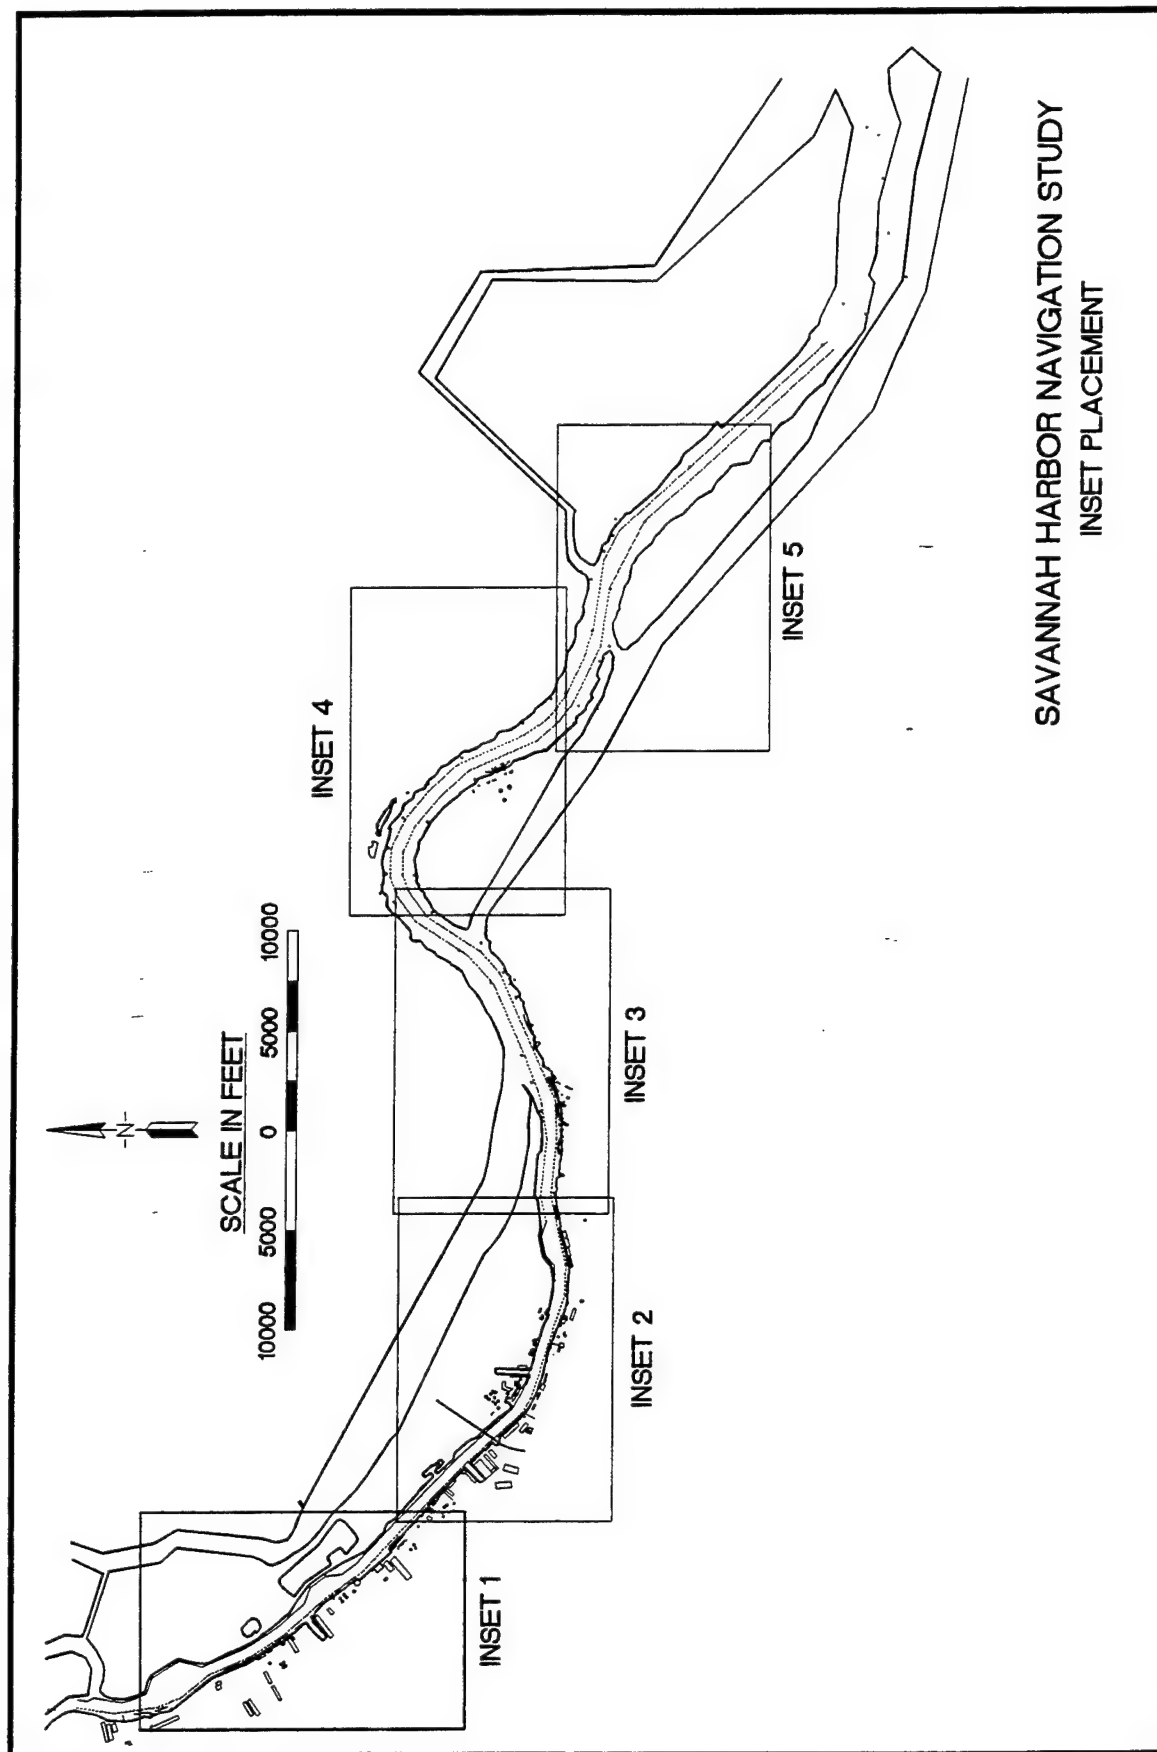 -N-
SCALE IN FEET
10000 5000 0 5000 10000
INSET 1
INSET 2
INSET 3
INSET 4
INSET 5
SAVANNAH HARBOR NAVIGATION STUDY
INSET PLACEMENT